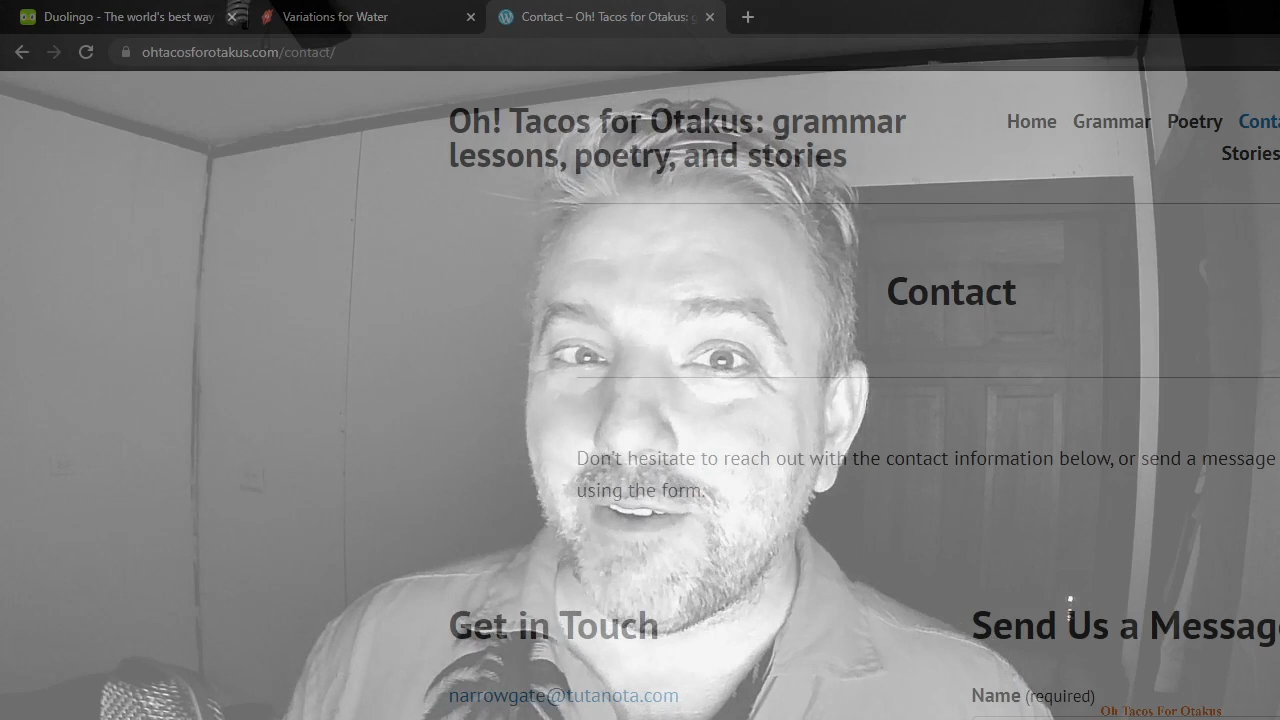 Duolingo - The world's best way
Variations for Water
Contact – Oh! Tacos for Otakus: g
ohtacosforotakus.com/contact/
Oh! Tacos for Otakus: grammar
lessons, poetry, and stories
Home Grammar Poetry Conta
Stories
Contact
Don't hesitate to reach out with the contact information below, or send a message
using the form.
Get in Touch
Send Us a Messag
narrowgate@tutanota.com
Name (required)
Oh Tacos For Otakus